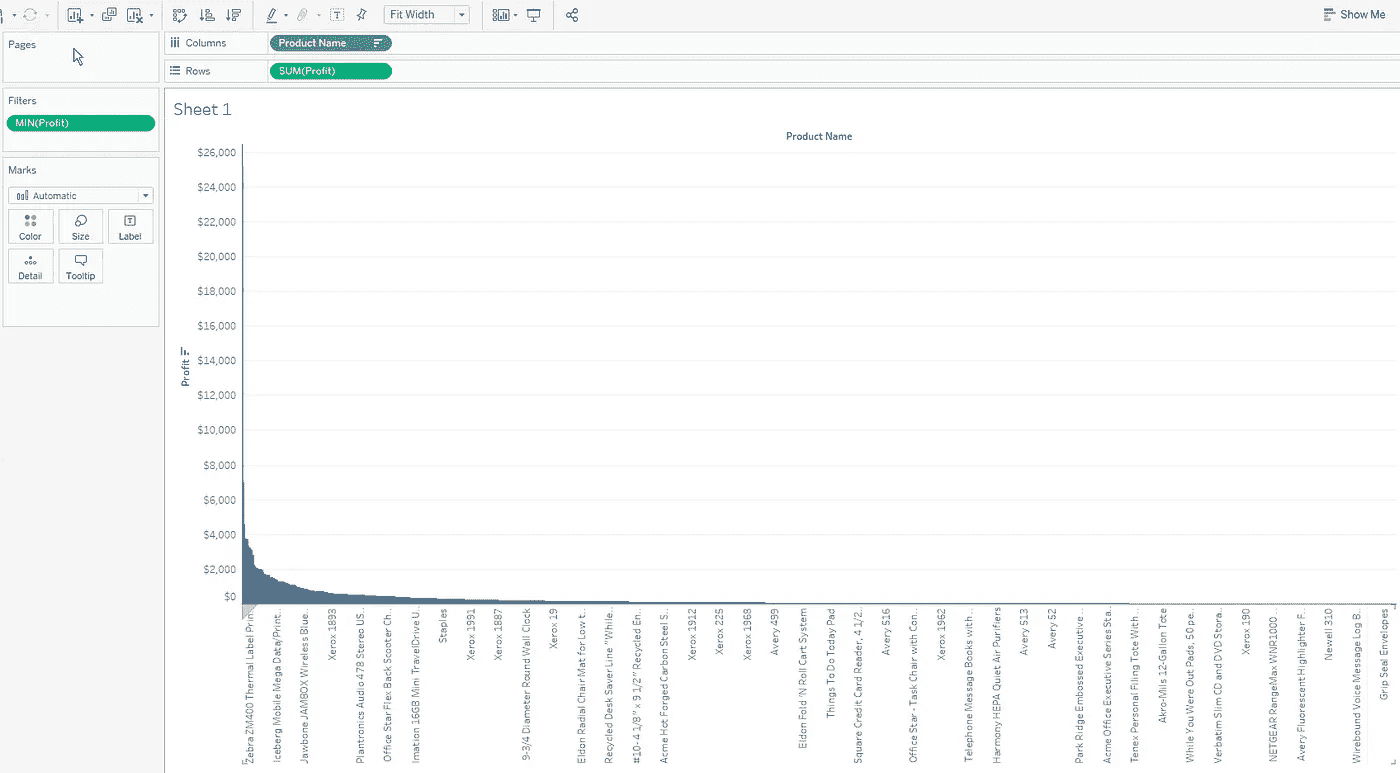 Fit Width
Show Me
Pages
Columns
Product Name
Rows
SUM(Profit)
Filters
MIN(Profit)
Marks
Automatic
Color
Size
Label
Detail
Tooltip
Sheet 1
Product Name
Profit
$26,000
$24,000
$22,000
$20,000
$18,000
$16,000
$14,000
$12,000
$10,000
$8,000
$6,000
$4,000
$2,000
$0
Zebra ZM400 Thermal Label Prin..
Iceberg Mobile Mega Data/Print..
Jawbone JAMBOX Wireless Blue..
Xerox 1893
Plantronics Audio 478 Stereo US..
Office Star Flex Back Scooter Ch..
Imation 16GB Mini TravelDrive U..
Staples
Xerox 1991
Xerox 1887
9-3/4 Diameter Round Wall Clock
Xerox 19
Eldon Radial Chair Mat for Low t..
Recycled Desk Saver Line "While..
#10- 4 1/8" x 9 1/2" Recycled En..
Acme Hot Forged Carbon Steel S..
Xerox 1912
Xerox 225
Xerox 1968
Avery 499
Eldon Fold 'N Roll Cart System
Things To Do Today Pad
Square Credit Card Reader, 4 1/2..
Avery 516
Office Star - Task Chair with Con..
Xerox 1962
Telephone Message Books with ..
Harmony HEPA Quiet Air Purifiers
Avery 513
Avery 52
Park Ridge Embossed Executive ..
Acme Office Executive Series Sta..
Tenex Personal Filing Tote With ..
Akro-Mils 12-Gallon Tote
While You Were Out Pads, 50 pe..
Verbatim Slim CD and DVD Stora..
Xerox 190
NETGEAR RangeMax WNR1000 ..
Avery Fluorescent Highlighter F..
Newell 310
Wirebound Voice Message Log B..
Grip Seal Envelopes